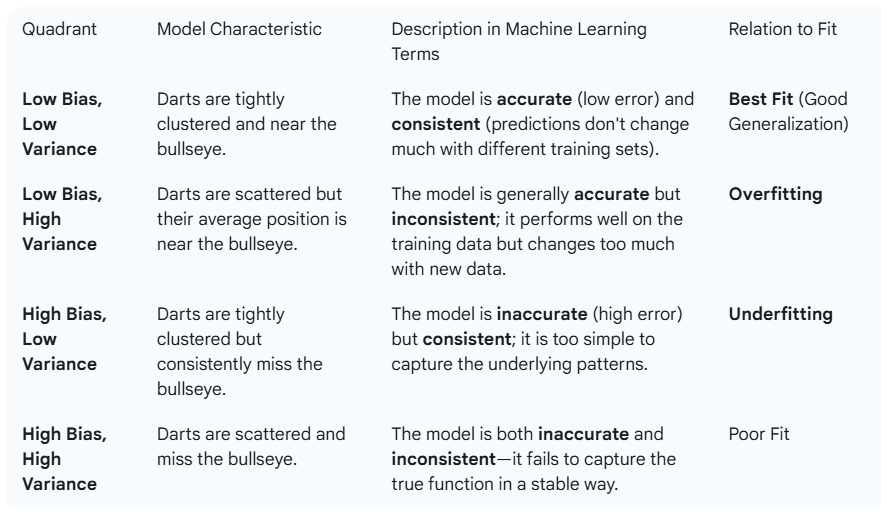 Quadrant
Model Characteristic
Description in Machine Learning
Terms
Relation to Fit
Low Bias,
Low
Variance
Darts are tightly
clustered and near the
bullseye.
The model is accurate (low error) and
consistent (predictions don't change
much with different training sets).
Best Fit (Good
Generalization)
Low Bias,
High
Variance
Darts are scattered but
their average position is
near the bullseye.
The model is generally accurate but
inconsistent; it performs well on the
training data but changes too much
with new data.
Overfitting
High Bias,
Low
Variance
Darts are tightly
clustered but
consistently miss the
bullseye.
The model is inaccurate (high error)
but consistent; it is too simple to
capture the underlying patterns.
Underfitting
High Bias,
High
Variance
Darts are scattered and
miss the bullseye.
The model is both inaccurate and
inconsistent—it fails to capture the
true function in a stable way.
Poor Fit